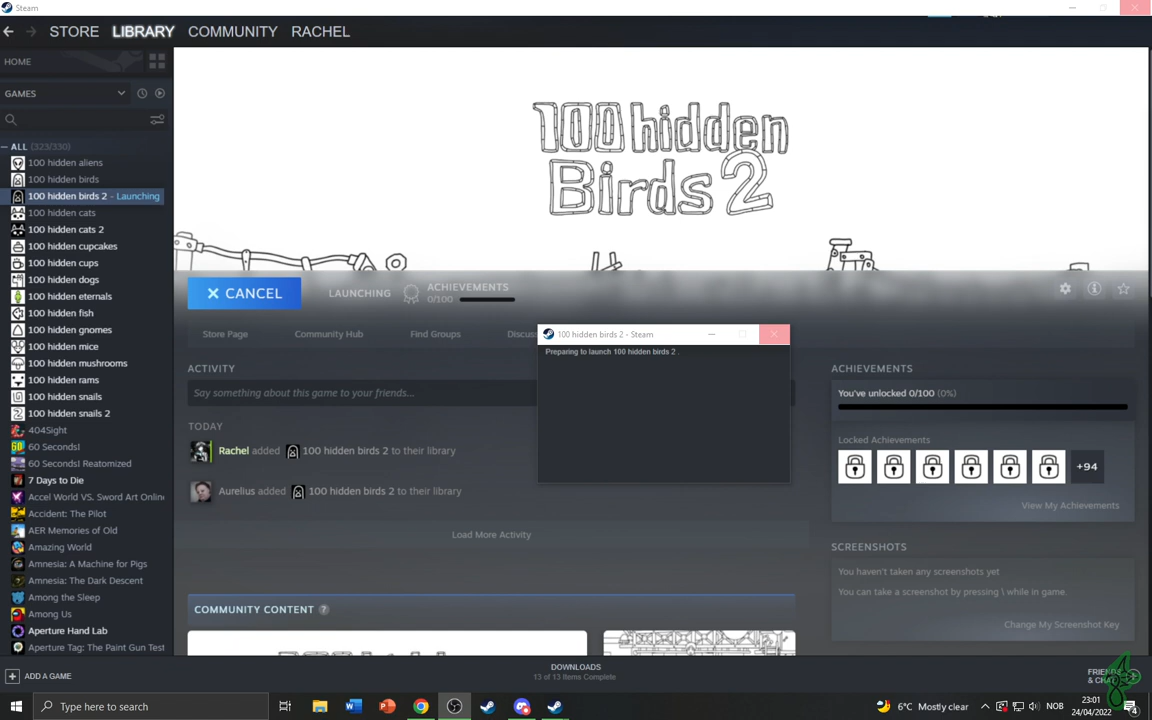 Steam
STORE LIBRARY COMMUNITY RACHEL
HOME
GAMES
ALL (323/330)
100 hidden aliens
100 hidden birds
100 hidden birds 2 - Launching
100 hidden cats
100 hidden cats 2
100 hidden cupcakes
100 hidden cups
100 hidden dogs
100 hidden eternals
100 hidden fish
100 hidden gnomes
100 hidden mice
100 hidden mushrooms
100 hidden rams
100 hidden snails
100 hidden snails 2
404Sight
60 Seconds!
60 Seconds! Reatomized
7 Days to Die
Accel World VS. Sword Art Online
Accident: The Pilot
AER Memories of Old
Amazing World
Amnesia: A Machine for Pigs
Amnesia: The Dark Descent
Among the Sleep
Among Us
Aperture Hand Lab
Aperture Tag: The Paint Gun Test
100 hidden
Birds 2
CANCEL
LAUNCHING
ACHIEVEMENTS
0/100
Store Page Community Hub Find Groups Discus
100 hidden birds 2 - Steam
Preparing to launch 100 hidden birds 2 .
ACTIVITY
Say something about this game to your friends...
TODAY
Rachel added 100 hidden birds 2 to their library
Aurelius added 100 hidden birds 2 to their library
Load More Activity
COMMUNITY CONTENT ?
ACHIEVEMENTS
You've unlocked 0/100 (0%)
Locked Achievements
+94
View My Achievements
SCREENSHOTS
You haven't taken any screenshots yet
You can take a screenshot by pressing \ while in game.
Change My Screenshot Key
ADD A GAME
DOWNLOADS
13 of 13 Items Complete
FRIENDS
& CHAT
Type here to search
6°C Mostly clear
NOB
23:01
24/04/2022
4